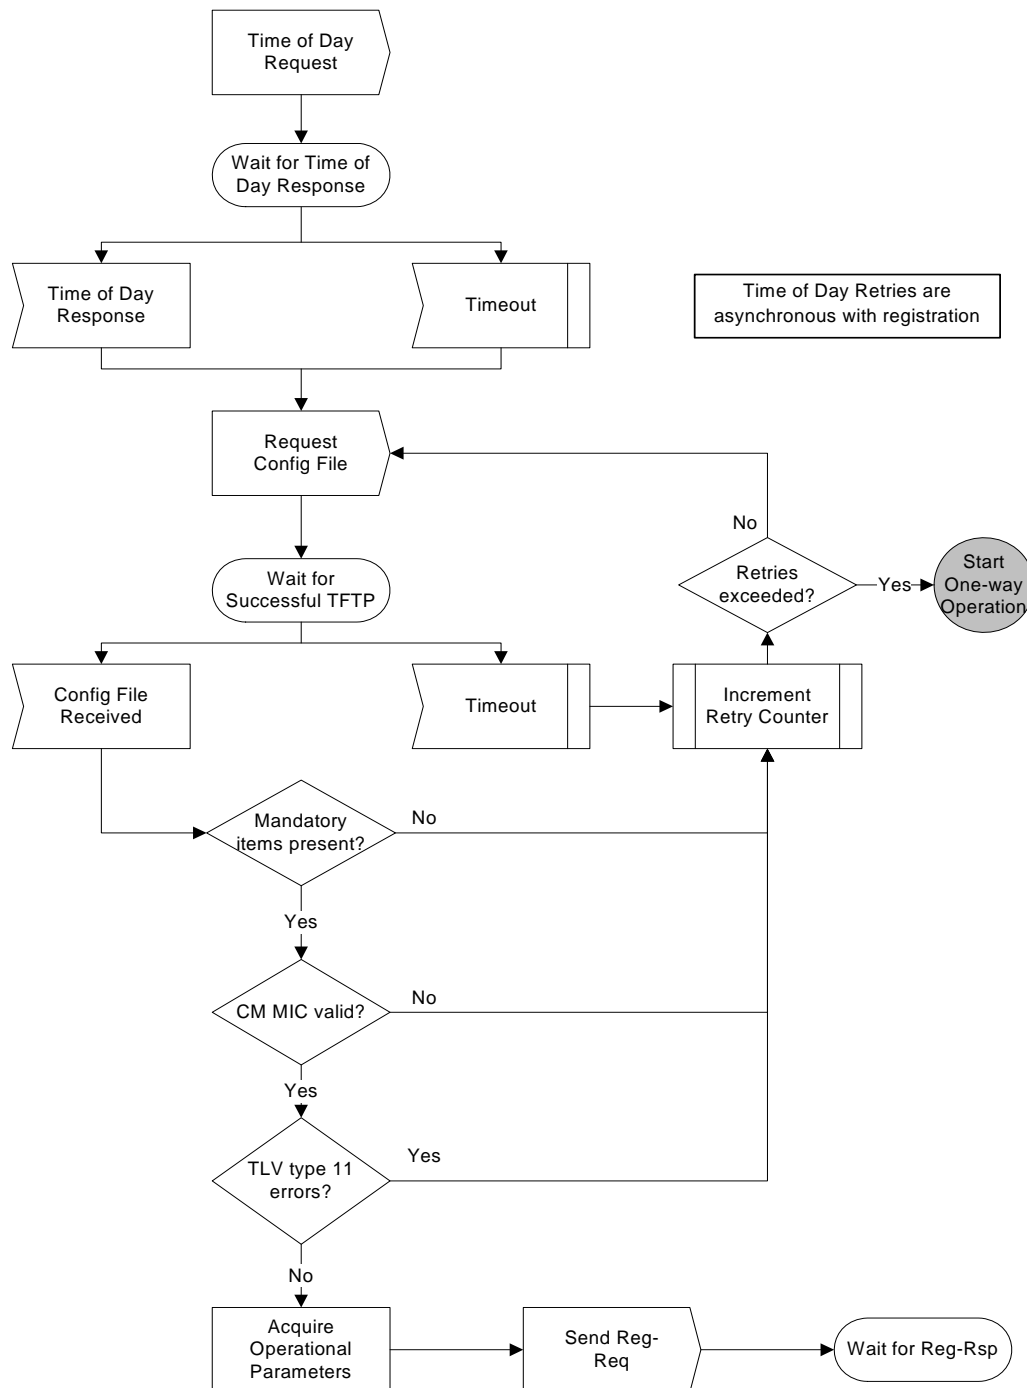 Time of Day
Request
Wait for Time of
Day Response
Time of Day
Response
Timeout
Time of Day Retries are
asynchronous with registration
Request
Config File
No
Wait for
Successful TFTP
Retries
exceeded?
Yes
Start
One-way
Operation
Config File
Received
Timeout
Increment
Retry Counter
Mandatory
items present?
No
Yes
CM MIC valid?
No
Yes
TLV type 11
errors?
Yes
No
Acquire
Operational
Parameters
Send Reg-
Req
Wait for Reg-Rsp